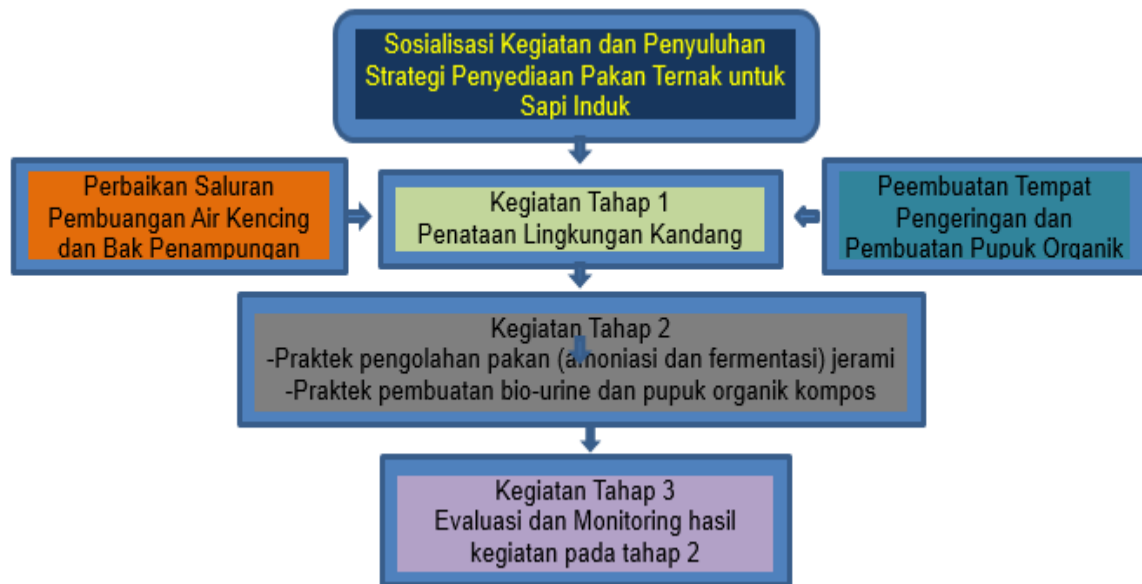 Sosialisasi Kegiatan dan Penyuluhan
Strategi Penyediaan Pakan Ternak untuk
Sapi Induk
Perbaikan Saluran
Pembuangan Air Kencing
dan Bak Penampungan
Kegiatan Tahap 1
Penataan Lingkungan Kandang
Peembuatan Tempat
Pengeringan dan
Pembuatan Pupuk Organik
Kegiatan Tahap 2
-Praktek pengolahan pakan (amoniasi dan fermentasi) jerami
-Praktek pembuatan bio-urine dan pupuk organik kompos
Kegiatan Tahap 3
Evaluasi dan Monitoring hasil
kegiatan pada tahap 2